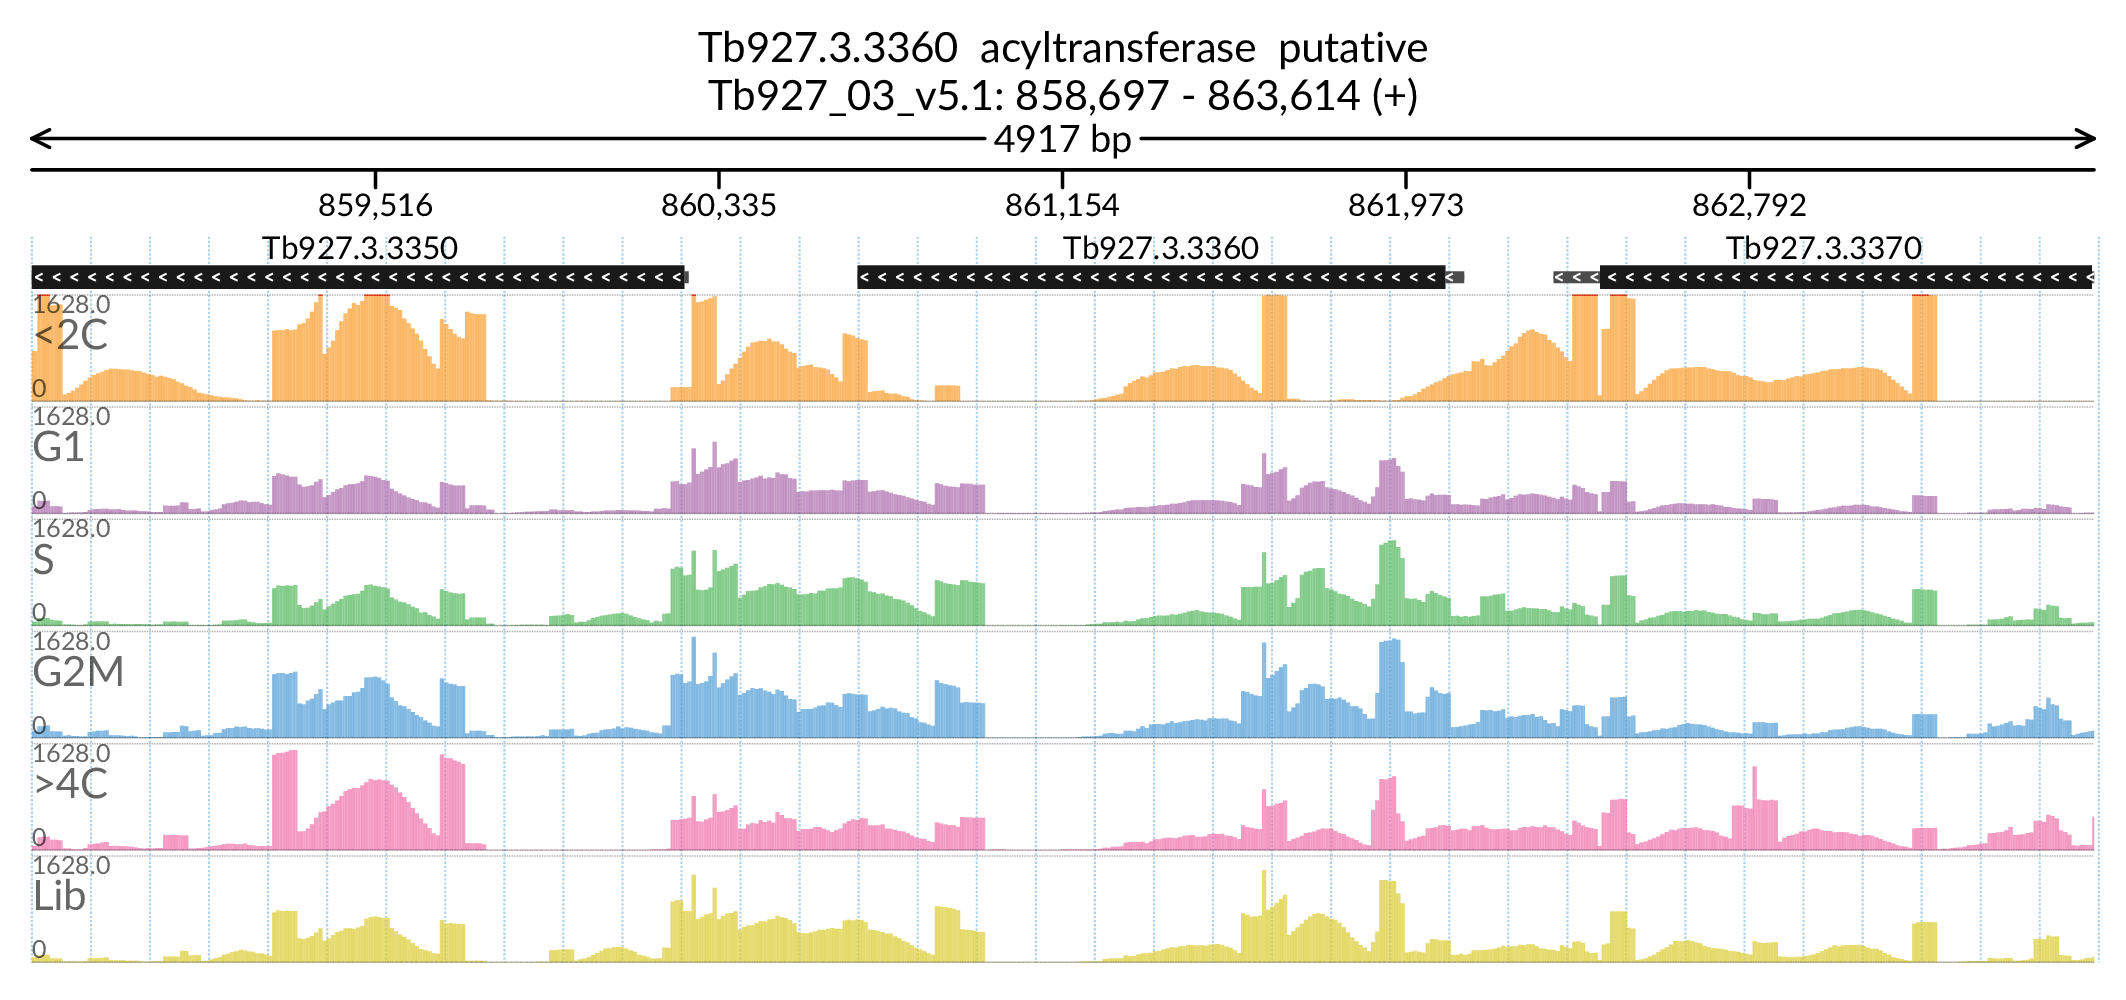 Tb927.3.3360 acyltransferase putative
Tb927_03_v5.1: 858,697 - 863,614 (+)
4917 bp
859,516 860,335 861,154 861,973 862,792
Tb927.3.3350 Tb927.3.3360 Tb927.3.3370
1628.0
<2C
0
1628.0
G1
0
1628.0
S
0
1628.0
G2M
0
1628.0
>4C
0
1628.0
Lib
0